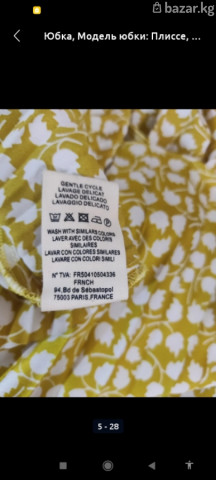 bazar.kg
Юбка, Модель юбки: Плиссе, ...
GENTLE CYCLE
LAVAGE DELICAT
LAVADO DELICADO
LAVAGGIO DELICATO
WASH WITH SIMILARS COLORS
LAVER AVEC DES COLORIS
SIMILAIRES
LAVAR CON COLORES SIMILARES
LAVARE CON COLORI SIMILI
N° TVA: FR50410504336
FRNCH
94,Bd de Sébastopol
75003 PARIS.FRANCE
5 - 28